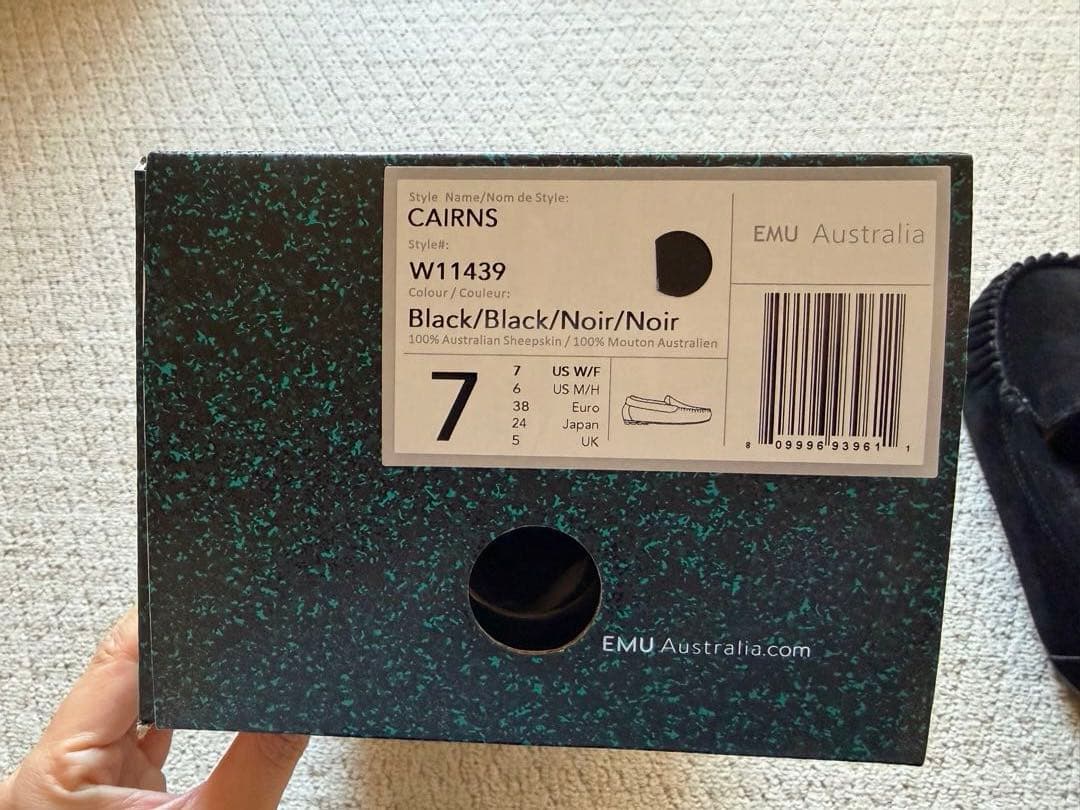 Style Name/Nom de Style:
CAIRNS
Style#:
W11439
Colour / Couleur:
Black/Black/Noir/Noir
100% Australian Sheepskin / 100% Mouton Australien
7
7 US W/F
6 US M/H
38 Euro
24 Japan
5 UK
EMU Australia
8 09996 93961 1
EMU Australia.com